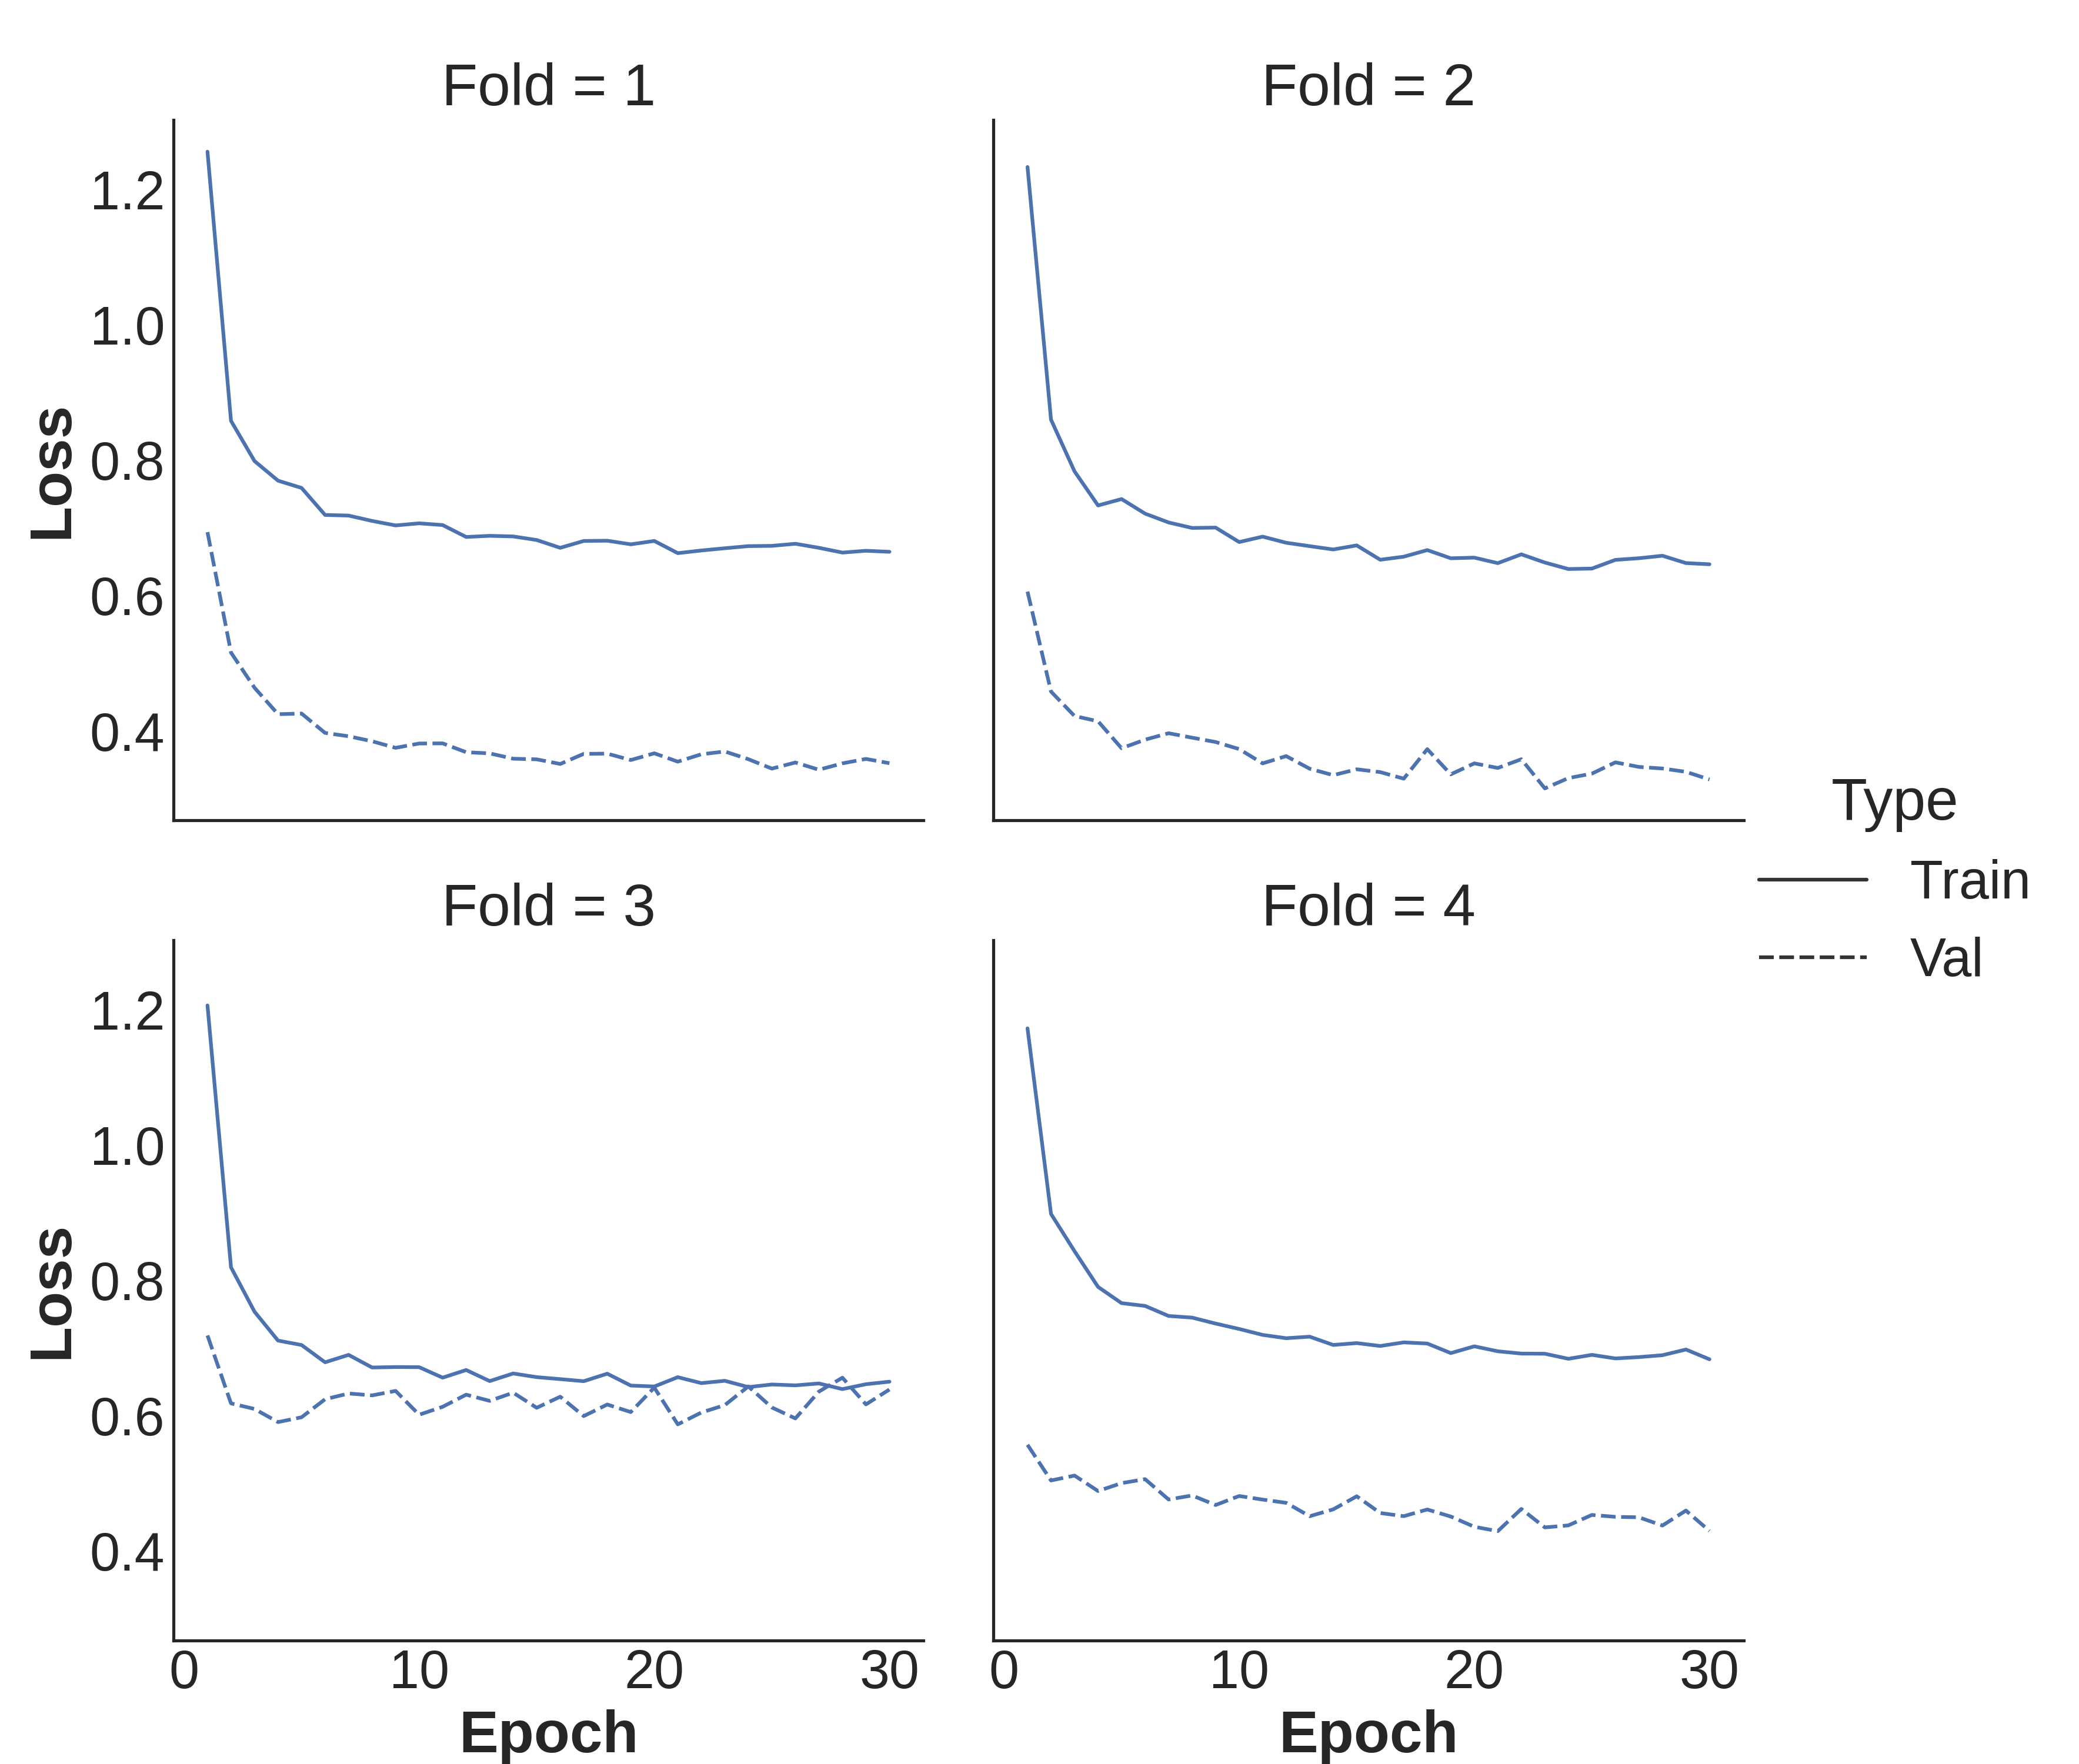 Fold = 1
Fold = 2
Loss
1.2
1.0
0.8
0.6
0.4
Type
Train
Val
Fold = 3
Fold = 4
Loss
1.2
1.0
0.8
0.6
0.4
0 10 20 30
0 10 20 30
Epoch
Epoch